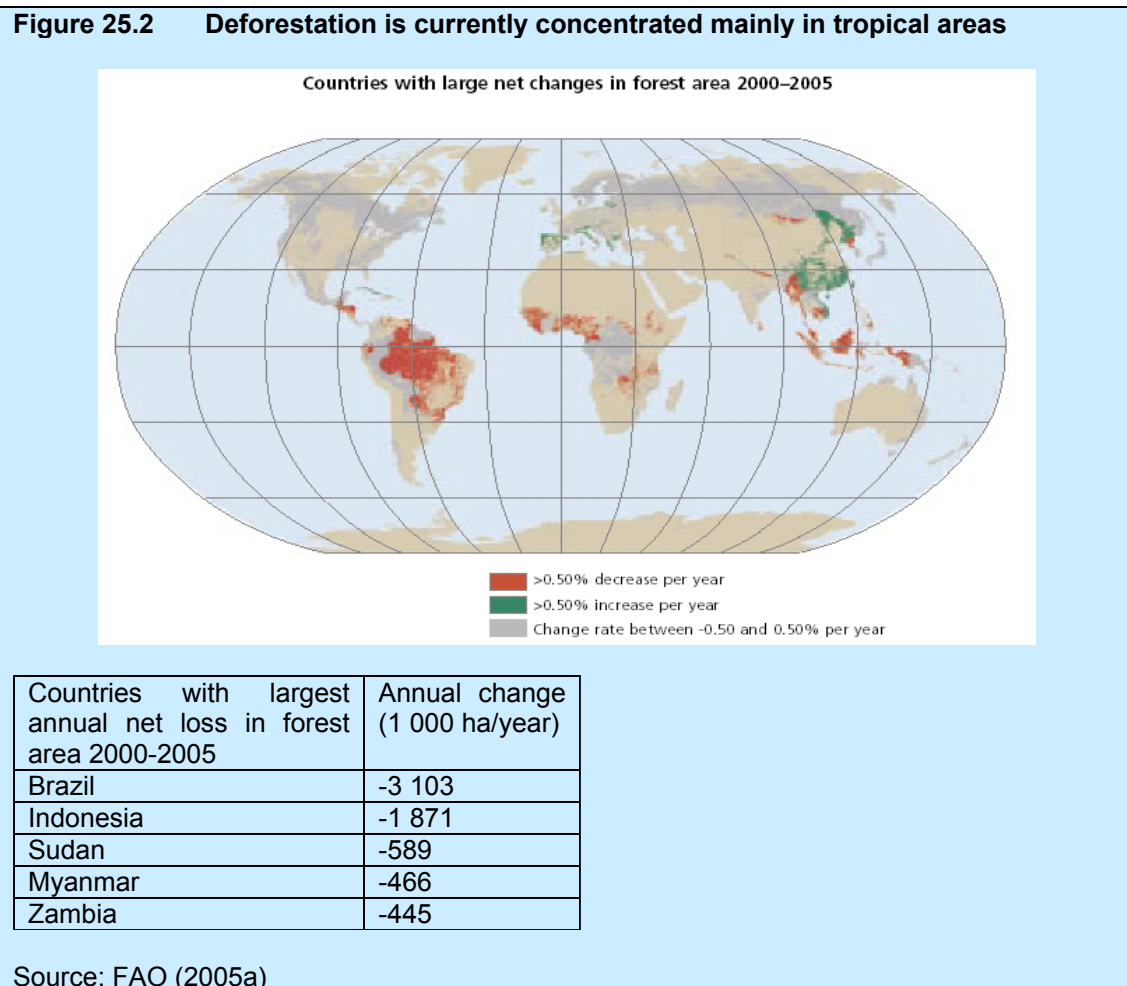 Figure 25.2 Deforestation is currently concentrated mainly in tropical areas
Countries with large net changes in forest area 2000–2005
>0.50% decrease per year
>0.50% increase per year
Change rate between -0.50 and 0.50% per year
Countries with largest annual net loss in forest area 2000-2005 Annual change (1 000 ha/year)
Brazil -3 103
Indonesia -1 871
Sudan -589
Myanmar -466
Zambia -445
Source: FAO (2005a)